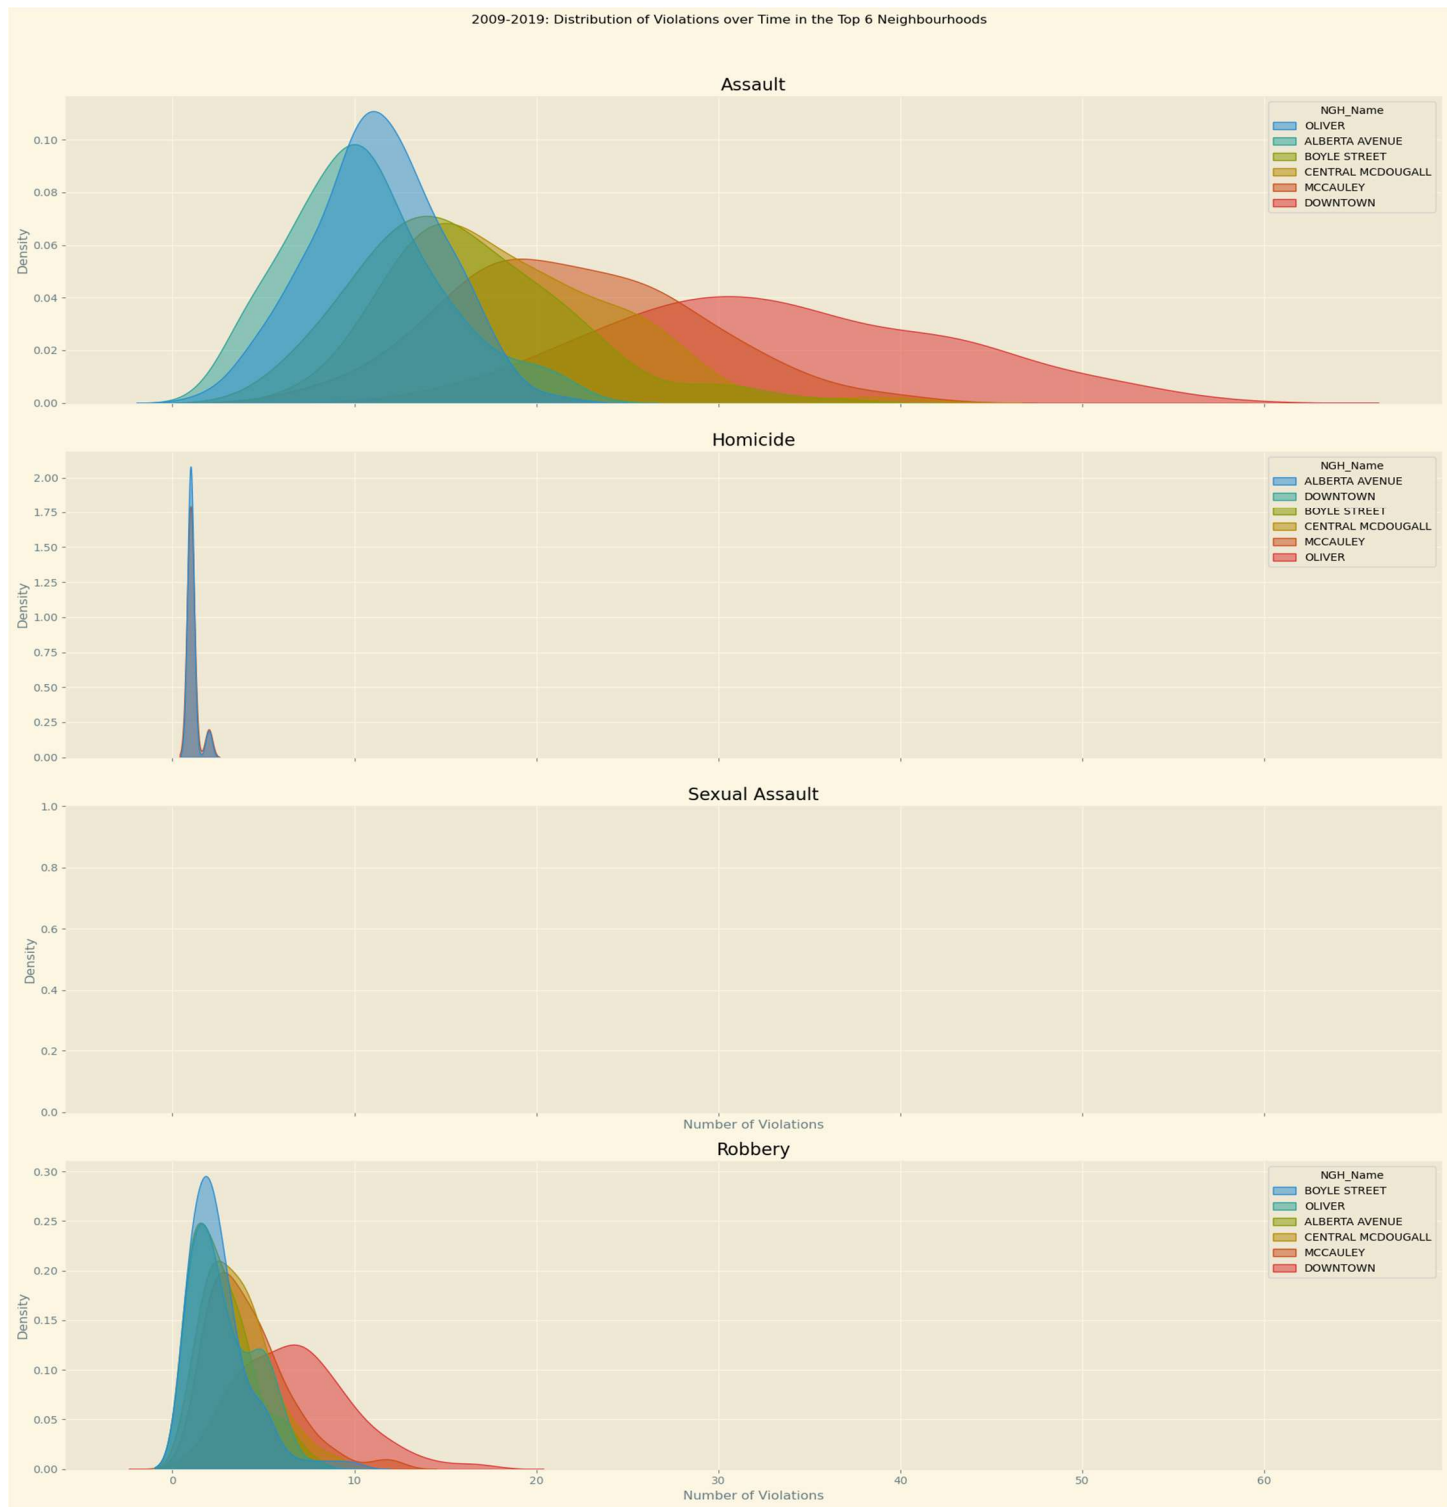 2009-2019: Distribution of Violations over Time in the Top 6 Neighbourhoods
Assault
NGH_Name
OLIVER
ALBERTA AVENUE
BOYLE STREET
CENTRAL MCDOUGALL
MCCAULEY
DOWNTOWN
Density
0.10
0.08
0.06
0.04
0.02
0.00
Homicide
NGH_Name
ALBERTA AVENUE
DOWNTOWN
BOYLE STREET
CENTRAL MCDOUGALL
MCCAULEY
OLIVER
Density
2.00
1.75
1.50
1.25
1.00
0.75
0.50
0.25
0.00
Sexual Assault
Density
1.0
0.8
0.6
0.4
0.2
0.0
Number of Violations
Robbery
NGH_Name
BOYLE STREET
OLIVER
ALBERTA AVENUE
CENTRAL MCDOUGALL
MCCAULEY
DOWNTOWN
Density
0.30
0.25
0.20
0.15
0.10
0.05
0.00
0 10 20 30 40 50 60
Number of Violations